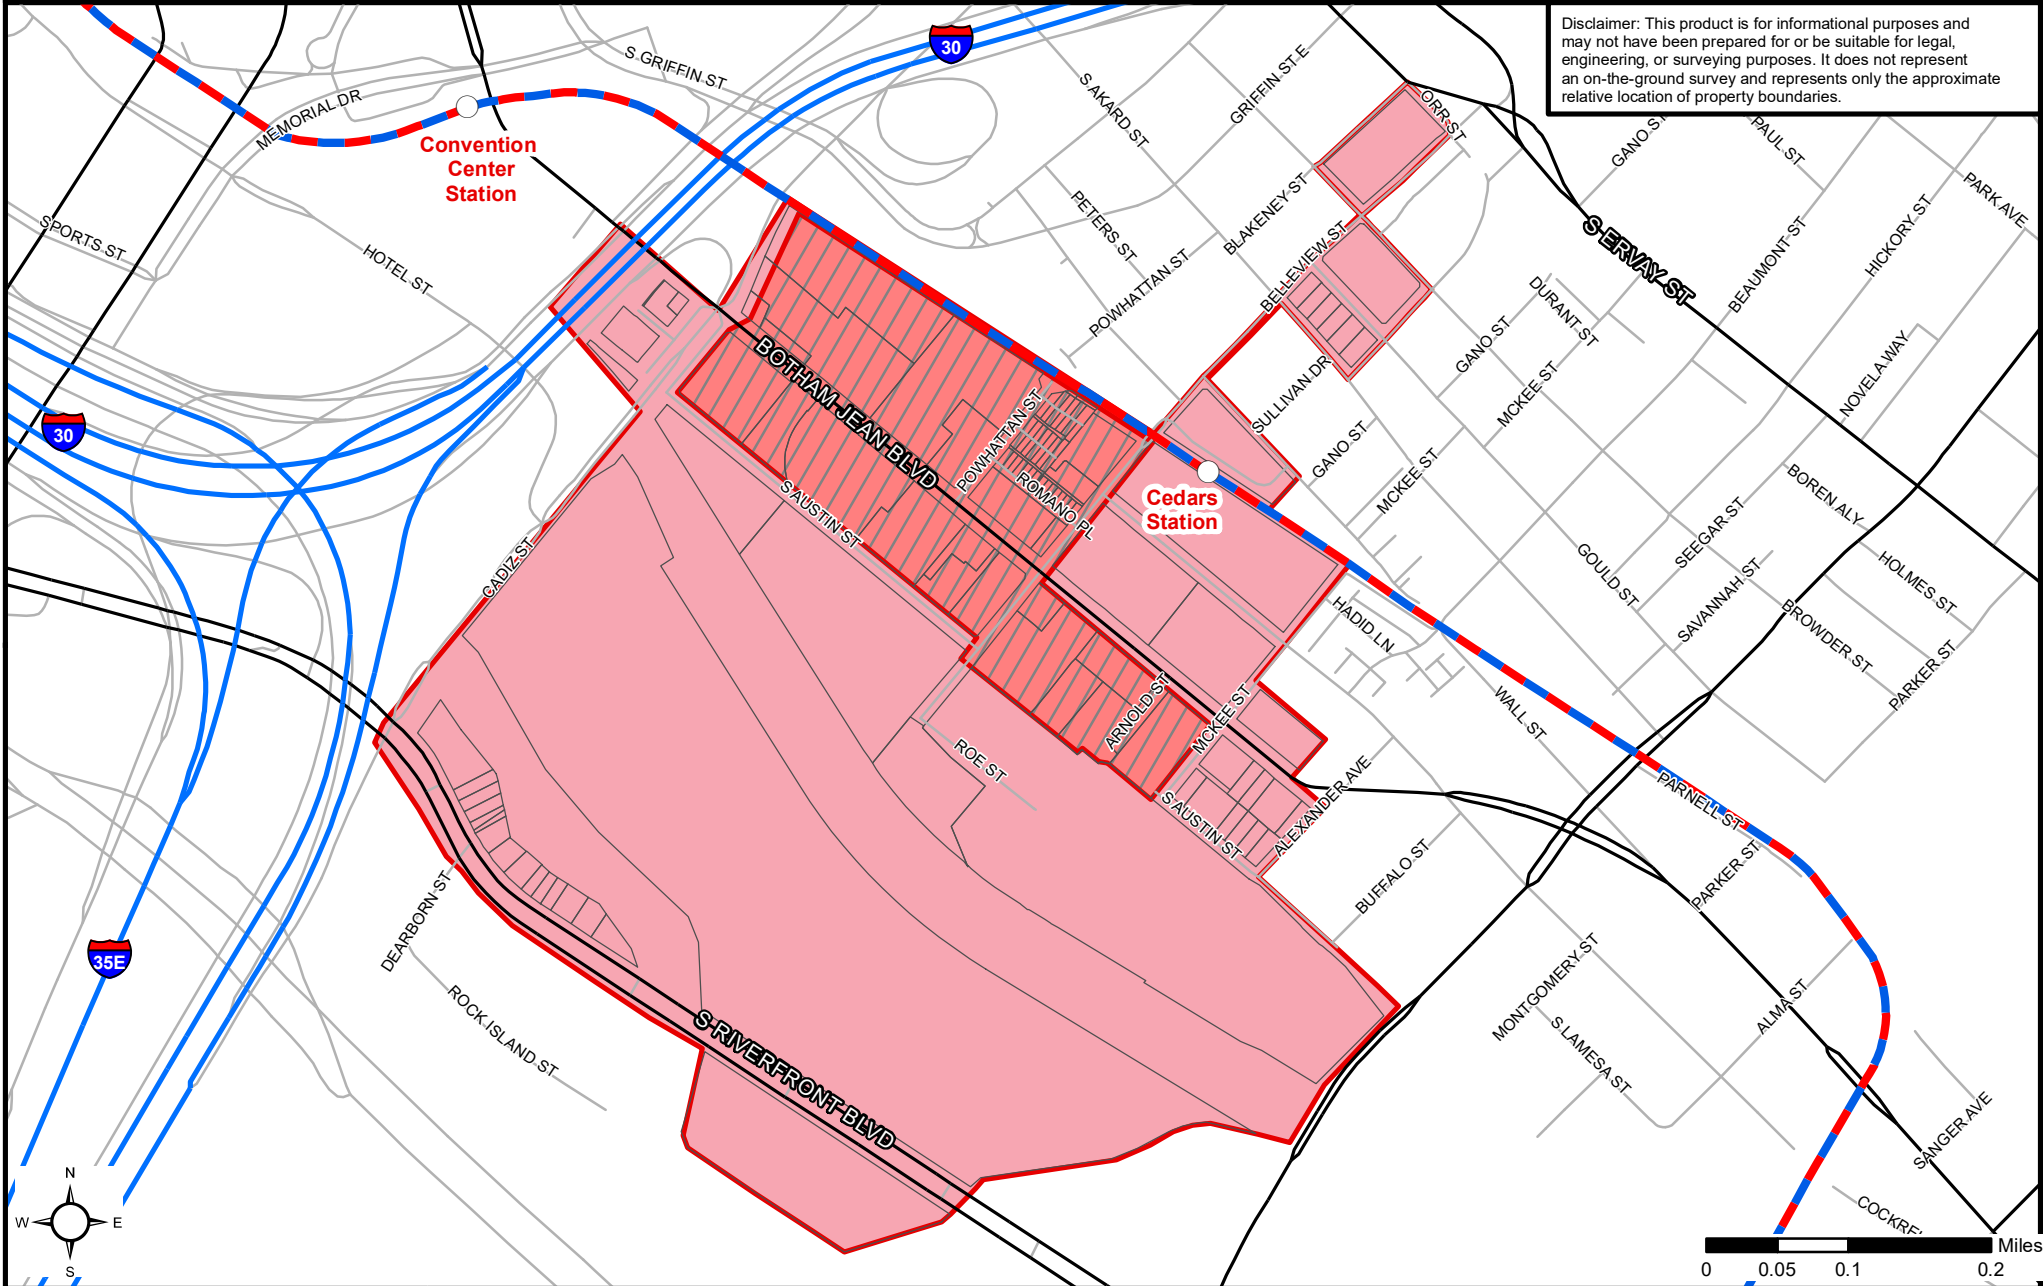 Disclaimer: This product is for informational purposes and
may not have been prepared for or be suitable for legal,
engineering, or surveying purposes. It does not represent
an on-the-ground survey and represents only the approximate
relative location of property boundaries.
30
S GRIFFIN ST
S AKARD ST
GRIFFIN ST E
ORR ST
GANO ST
PAUL ST
PARK AVE
MEMORIAL DR
Convention
Center
Station
SPORTS ST
HOTEL ST
PETERS ST
BLAKENEY ST
BELLEVIEW ST
POWHATTAN ST
S ERVAY ST
BEAUMONT ST
HICKORY ST
DURANT ST
GANO ST
MCKEE ST
NOVELA WAY
30
BOTHAM JEAN BLVD
POWHATTAN ST
ROMANO PL
SULLIVAN DR
GANO ST
MCKEE ST
Cedars
Station
S AUSTIN ST
CADIZ ST
BOREN ALY
SEEGAR ST
HOLMES ST
GOULD ST
SAVANNAH ST
BROWDER ST
PARKER ST
HADID LN
WALL ST
ARNOLD ST
MCKEE ST
ROE ST
S AUSTIN ST
ALEXANDER AVE
BUFFALO ST
PARNELL ST
PARKER ST
35E
DEARBORN ST
ROCK ISLAND ST
S RIVERFRONT BLVD
MONTGOMERY ST
S LAMESA ST
ALMA ST
SANGER AVE
N
W
E
S
Miles
0
0.05
0.1
0.2